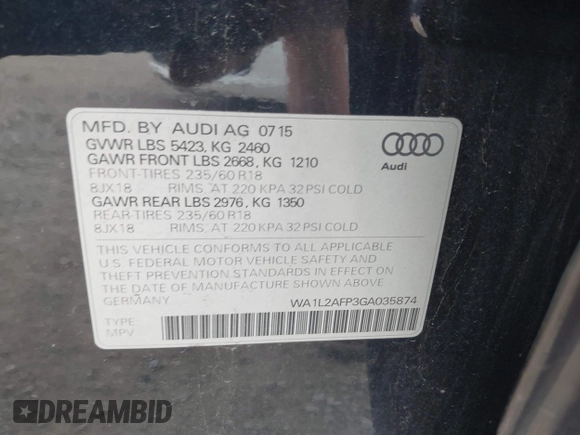 MFD. BY AUDI AG 07 15
GVWR LBS 5423, KG 2460
GAWR FRONT LBS 2668, KG 1210
FRONT-TIRES 235/60 R18
8JX18 RIMS, AT 220 KPA 32 PSI COLD
GAWR REAR LBS 2976, KG 1350
REAR-TIRES 235/60 R18
8JX18 RIMS, AT 220 KPA 32 PSI COLD
THIS VEHICLE CONFORMS TO ALL APPLICABLE
U.S. FEDERAL MOTOR VEHICLE SAFETY AND
THEFT PREVENTION STANDARDS IN EFFECT ON
THE DATE OF MANUFACTURE SHOWN ABOVE.
GERMANY
WA1L2AFP3GA035874
TYPE:
MPV
Audi
DREAMBID